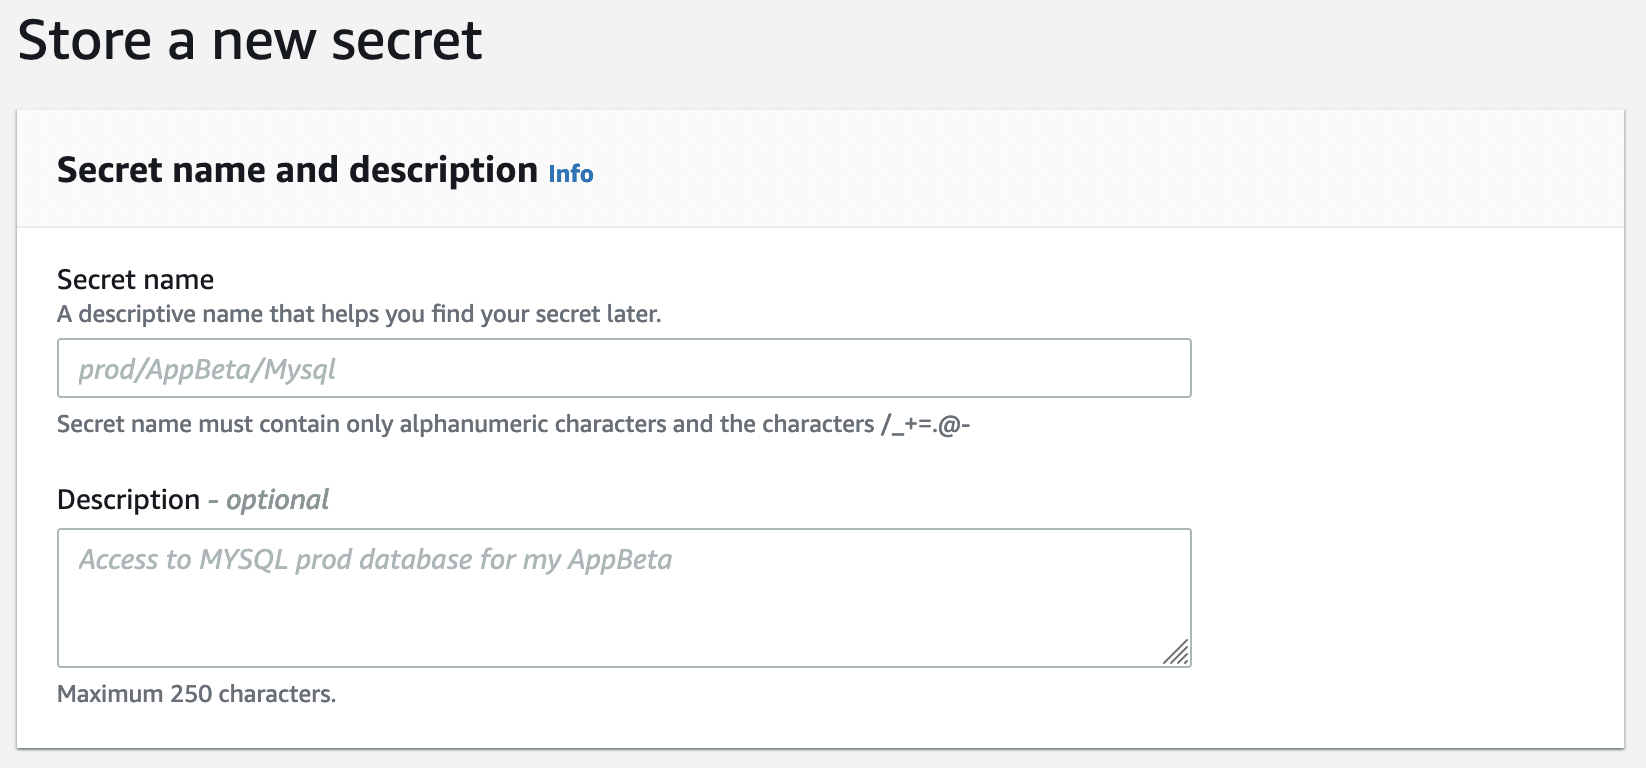 Store a new secret
Secret name and description Info
Secret name
A descriptive name that helps you find your secret later.
prod/AppBeta/Mysql
Secret name must contain only alphanumeric characters and the characters /_+=.@-
Description - optional
Access to MYSQL prod database for my AppBeta
Maximum 250 characters.